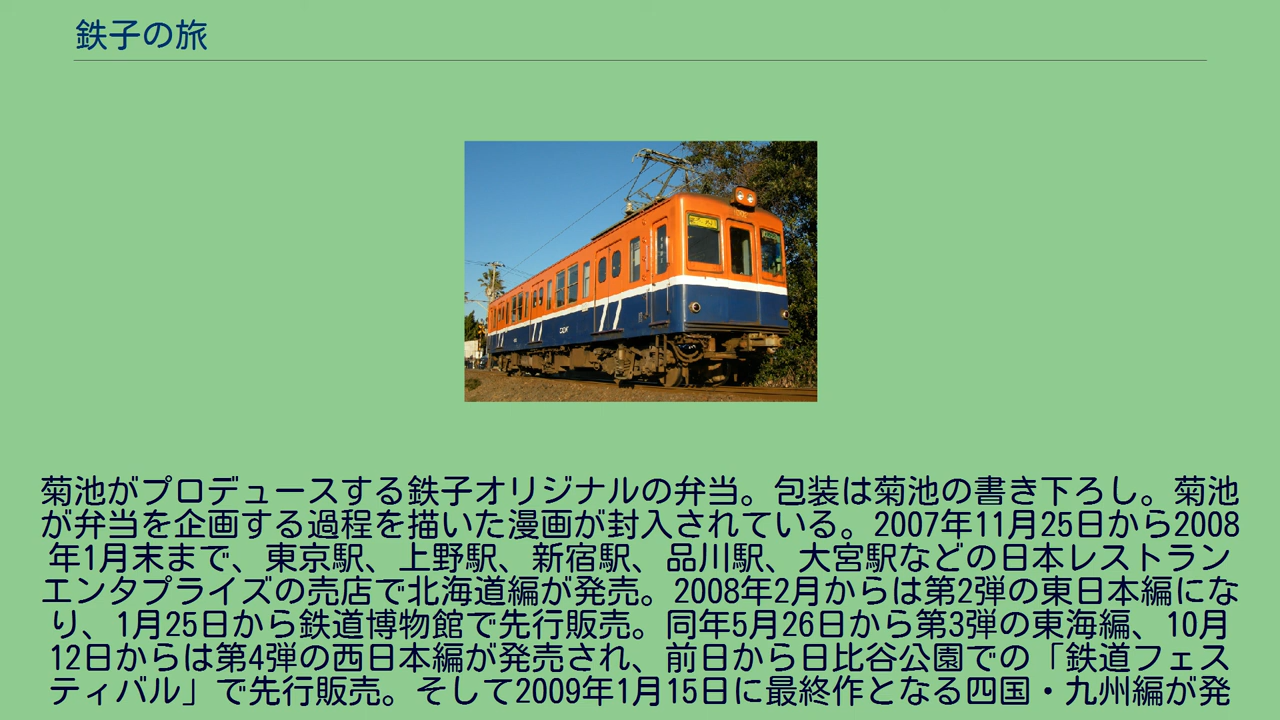 鉄子の旅
菊池がプロデュースする鉄子オリジナルの弁当。包装は菊池の書き下ろし。菊池
が弁当を企画する過程を描いた漫画が封入されている。2007年11月25日から2008
年1月末まで、東京駅、上野駅、新宿駅、品川駅、大宮駅などの日本レストラン
エンタプライズの売店で北海道編が発売。2008年2月からは第2弾の東日本編にな
り、1月25日から鉄道博物館で先行販売。同年5月26日から第3弾の東海編、10月
12日からは第4弾の西日本編が発売され、前日から日比谷公園での「鉄道フェス
ティバル」で先行販売。そして2009年1月15日に最終作となる四国・九州編が発